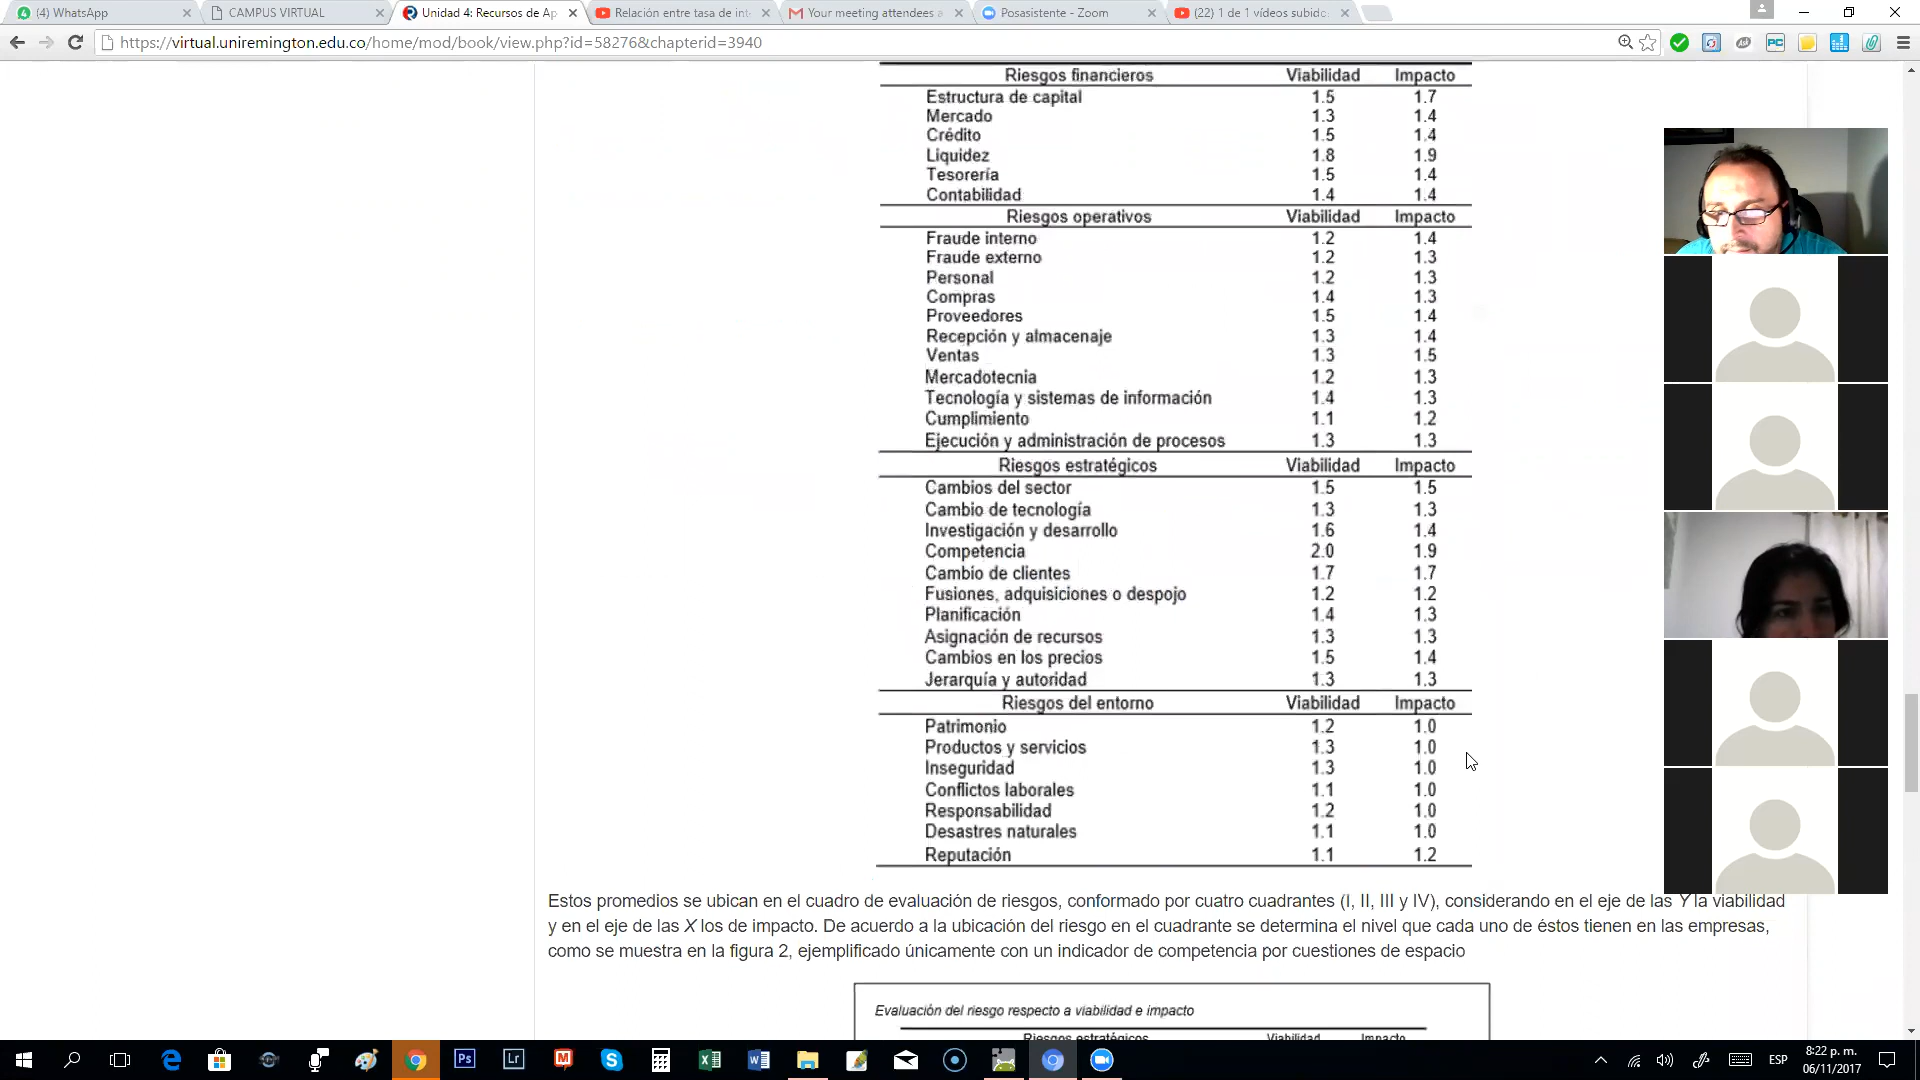 (4) WhatsApp
CAMPUS VIRTUAL
Unidad 4: Recursos de Ap
Relación entre tasa de int
Your meeting attendees a
Posasistente - Zoom
(22) 1 de 1 vídeos subido
https://virtual.uniremington.edu.co/home/mod/book/view.php?id=58276&chapterid=3940
Riesgos financieros Viabilidad Impacto
Estructura de capital 1.5 1.7
Mercado 1.3 1.4
Crédito 1.5 1.4
Liquidez 1.8 1.9
Tesorería 1.5 1.4
Contabilidad 1.4 1.4
Riesgos operativos Viabilidad Impacto
Fraude interno 1.2 1.4
Fraude externo 1.2 1.3
Personal 1.2 1.3
Compras 1.4 1.3
Proveedores 1.5 1.4
Recepción y almacenaje 1.3 1.4
Ventas 1.3 1.5
Mercadotecnia 1.2 1.3
Tecnología y sistemas de información 1.4 1.3
Cumplimiento 1.1 1.2
Ejecución y administración de procesos 1.3 1.3
Riesgos estratégicos Viabilidad Impacto
Cambios del sector 1.5 1.5
Cambio de tecnología 1.3 1.3
Investigación y desarrollo 1.6 1.4
Competencia 2.0 1.9
Cambio de clientes 1.7 1.7
Fusiones, adquisiciones o despojo 1.2 1.2
Planificación 1.4 1.3
Asignación de recursos 1.3 1.3
Cambios en los precios 1.5 1.4
Jerarquía y autoridad 1.3 1.3
Riesgos del entorno Viabilidad Impacto
Patrimonio 1.2 1.0
Productos y servicios 1.3 1.0
Inseguridad 1.3 1.0
Conflictos laborales 1.1 1.0
Responsabilidad 1.2 1.0
Desastres naturales 1.1 1.0
Reputación 1.1 1.2
Estos promedios se ubican en el cuadro de evaluación de riesgos, conformado por cuatro cuadrantes (I, II, III y IV), considerando en el eje de las Y la viabilidad
y en el eje de las X los de impacto. De acuerdo a la ubicación del riesgo en el cuadrante se determina el nivel que cada uno de éstos tienen en las empresas,
como se muestra en la figura 2, ejemplificado únicamente con un indicador de competencia por cuestiones de espacio
Evaluación del riesgo respecto a viabilidad e impacto
Riesgos estratégicos Viabilidad Impacto
Ps
Lr
ESP
8:22 p. m.
06/11/2017